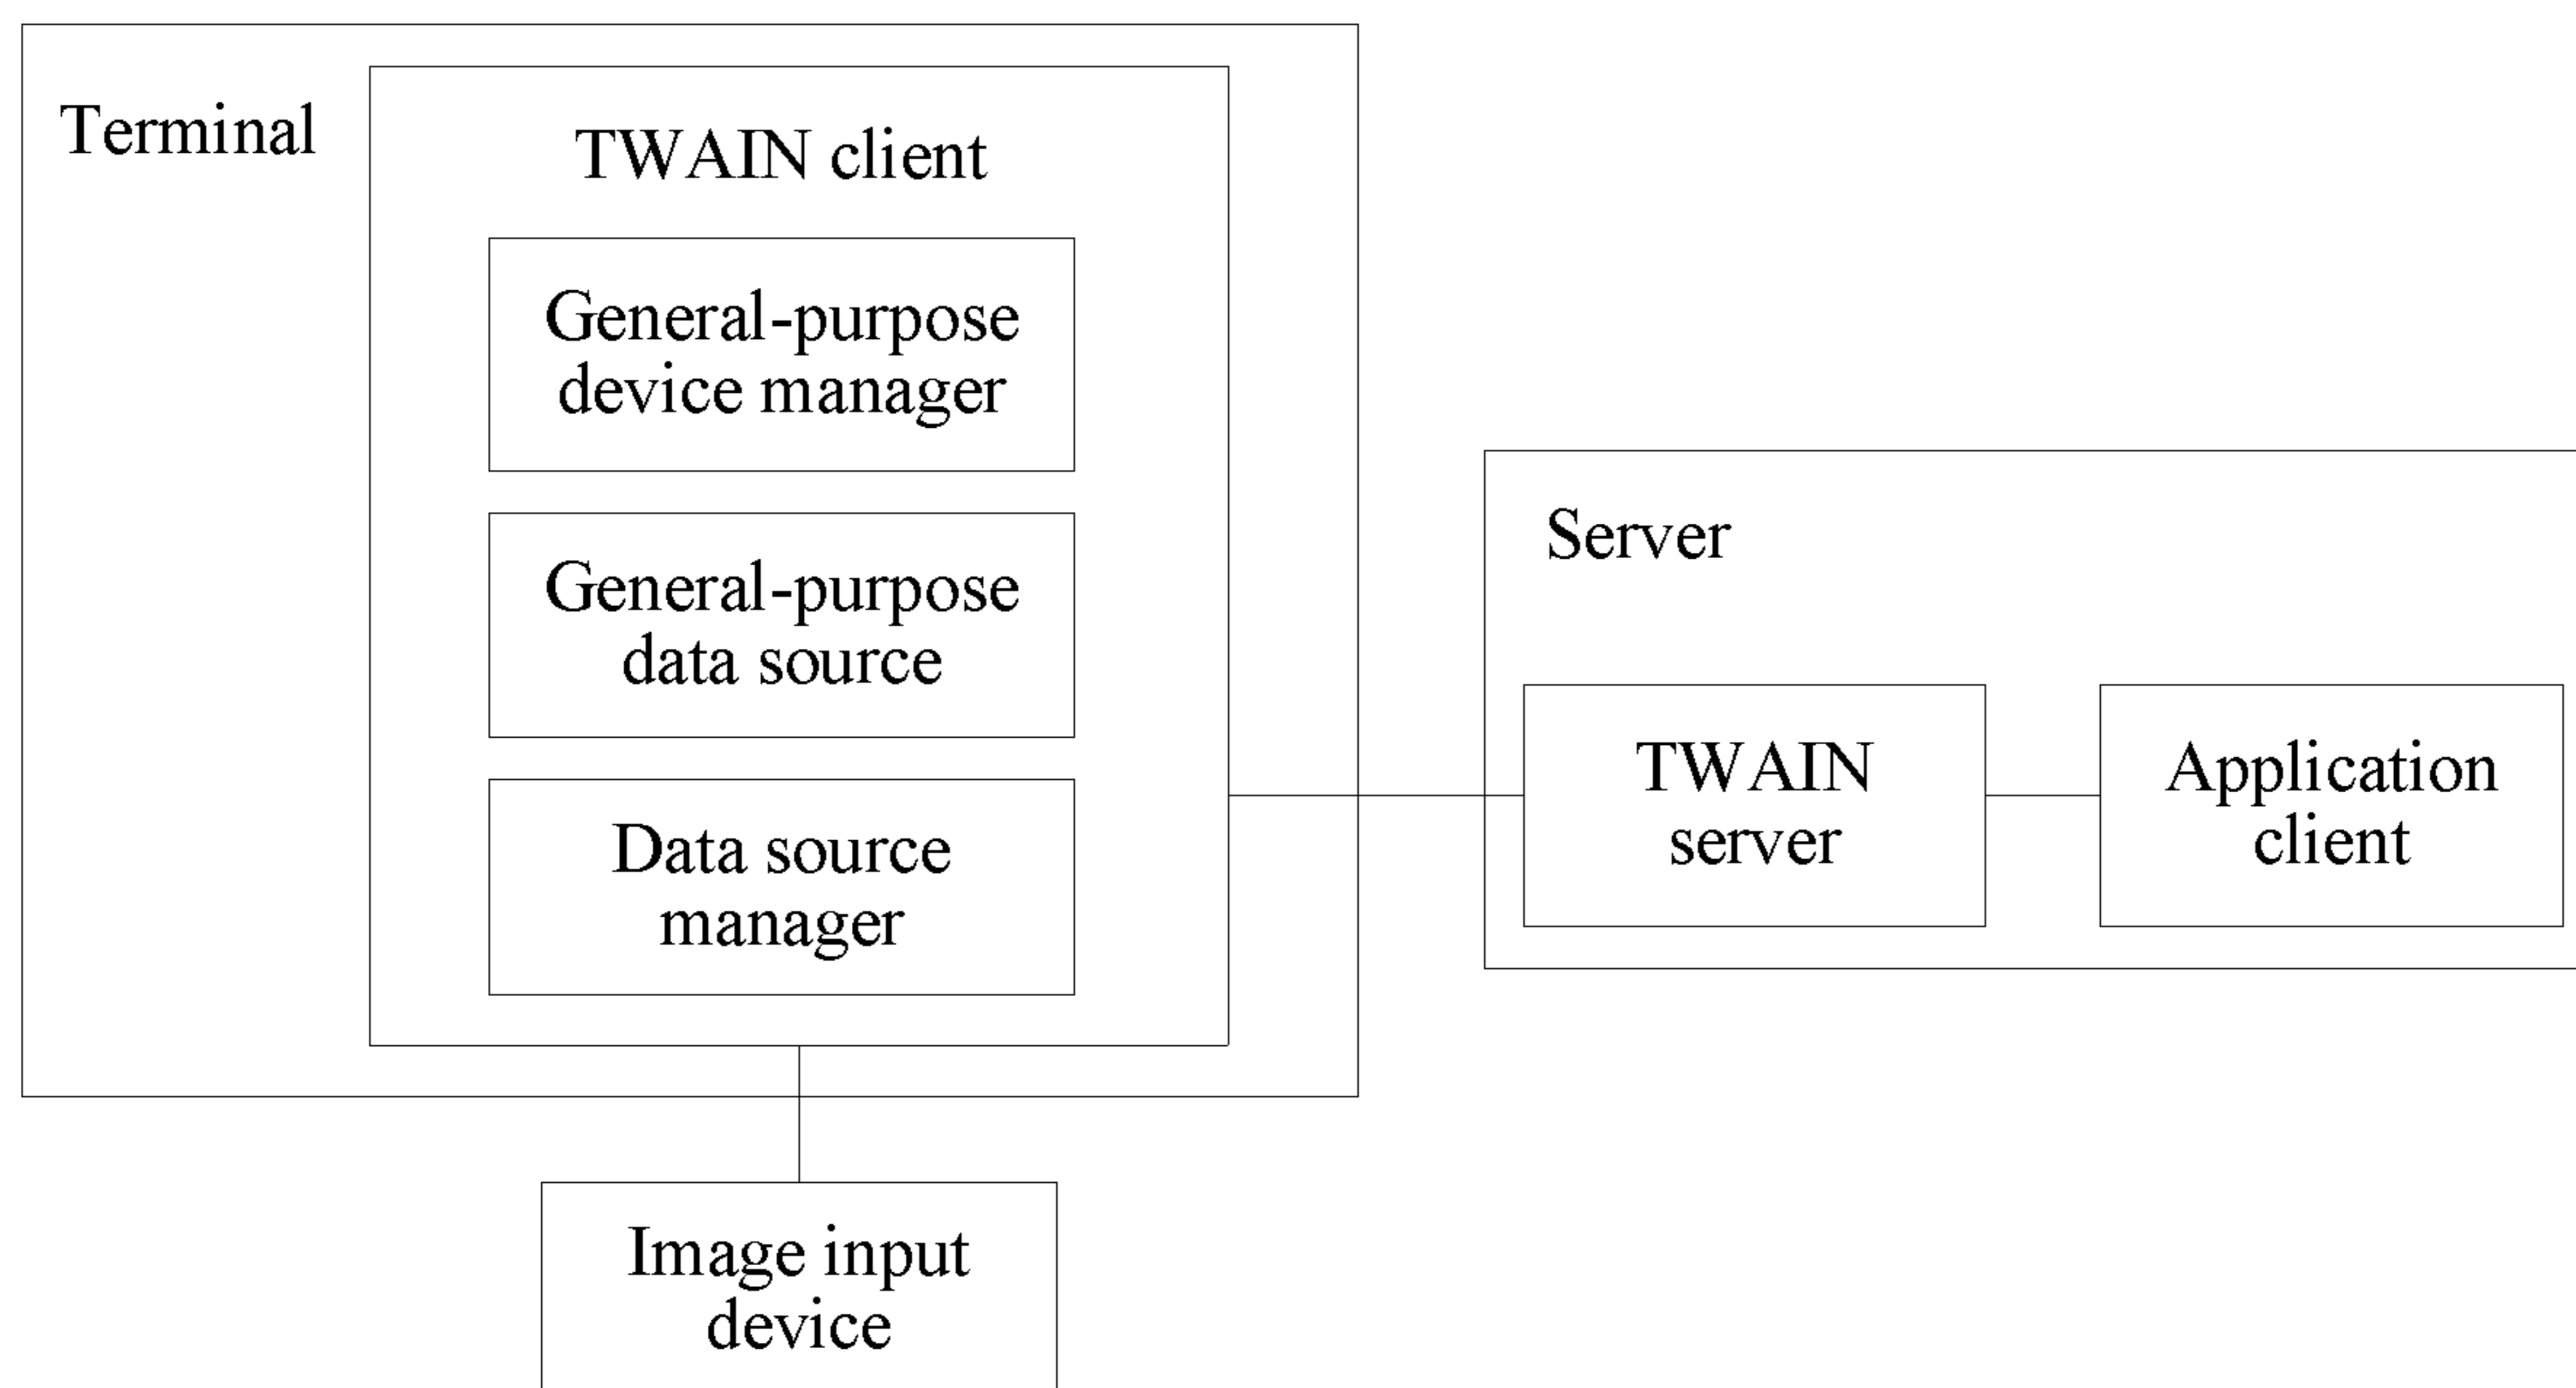 Terminal
TWAIN client
General-purpose
device manager
General-purpose
data source
Data source
manager
Server
TWAIN
server
Application
client
Image input
device